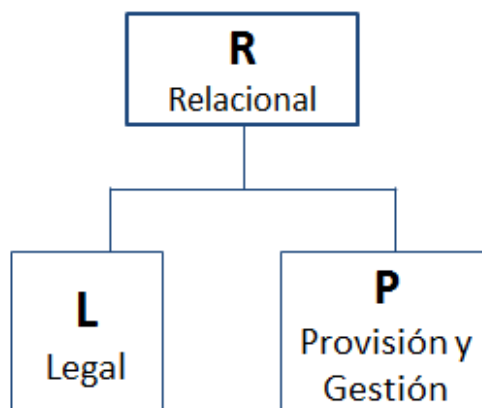 R
Relacional
L
Legal
P
Provisión y
Gestión